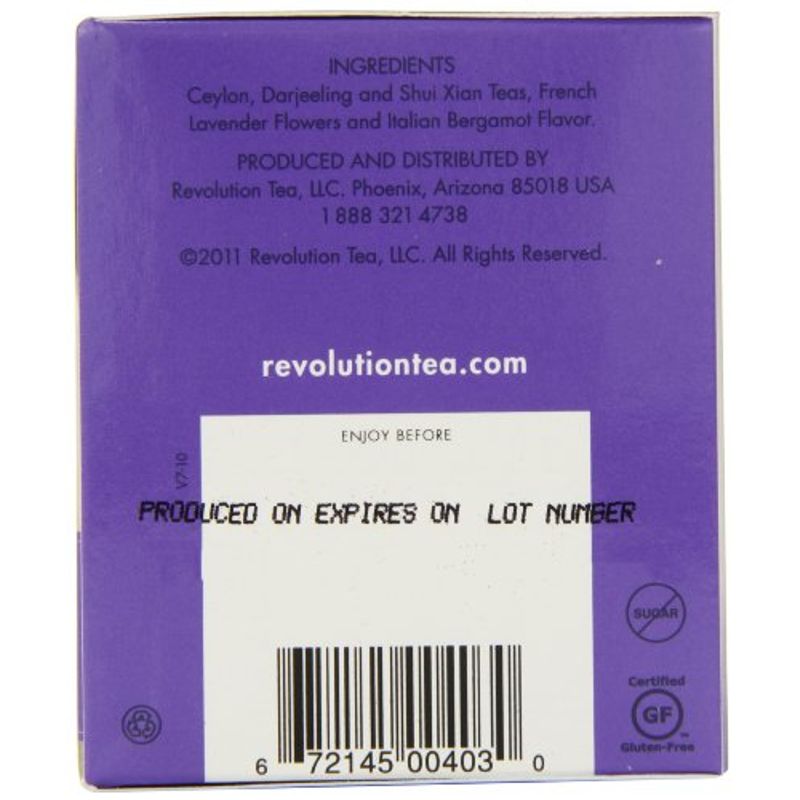 INGREDIENTS
Ceylon, Darjeeling and Shui Xian Teas, French
Lavender Flowers and Italian Bergamot Flavor.
PRODUCED AND DISTRIBUTED BY
Revolution Tea, LLC. Phoenix, Arizona 85018 USA
1 888 321 4738
©2011 Revolution Tea, LLC. All Rights Reserved.
revolutiontea.com
ENJOY BEFORE
V7-10
PRODUCED ON EXPIRES ON LOT NUMBER
SUGAR
Certified
GF
™
Gluten-Free
6 72145 00403 0